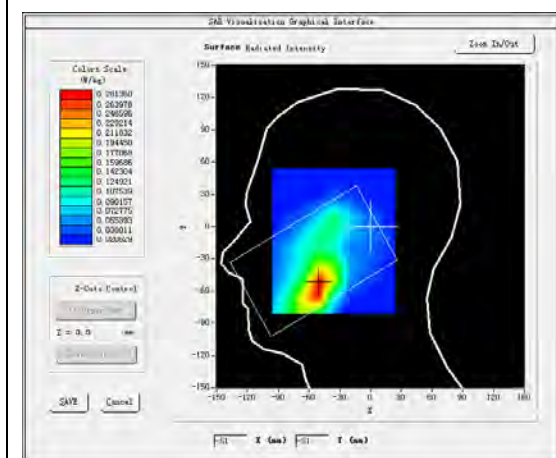 SAR Visualisation Graphical Interface
Surface Radiated Intensity
Zoom In/Out
Colors Scale
(W/kg)
0.281360
0.263978
0.246596
0.229214
0.211832
0.194450
0.177068
0.159686
0.142304
0.124921
0.107539
0.090157
0.072775
0.055393
0.038011
150
120
90
60
30
0
-30
-60
-90
-120
-150
Y
-150 -120 -90 -60 -30 0 30 60 90 120 150
X
Z-Cuts Control
Z = 0.0 mm
SAVE Cancel
-51 X (mm) -51 Y (mm)